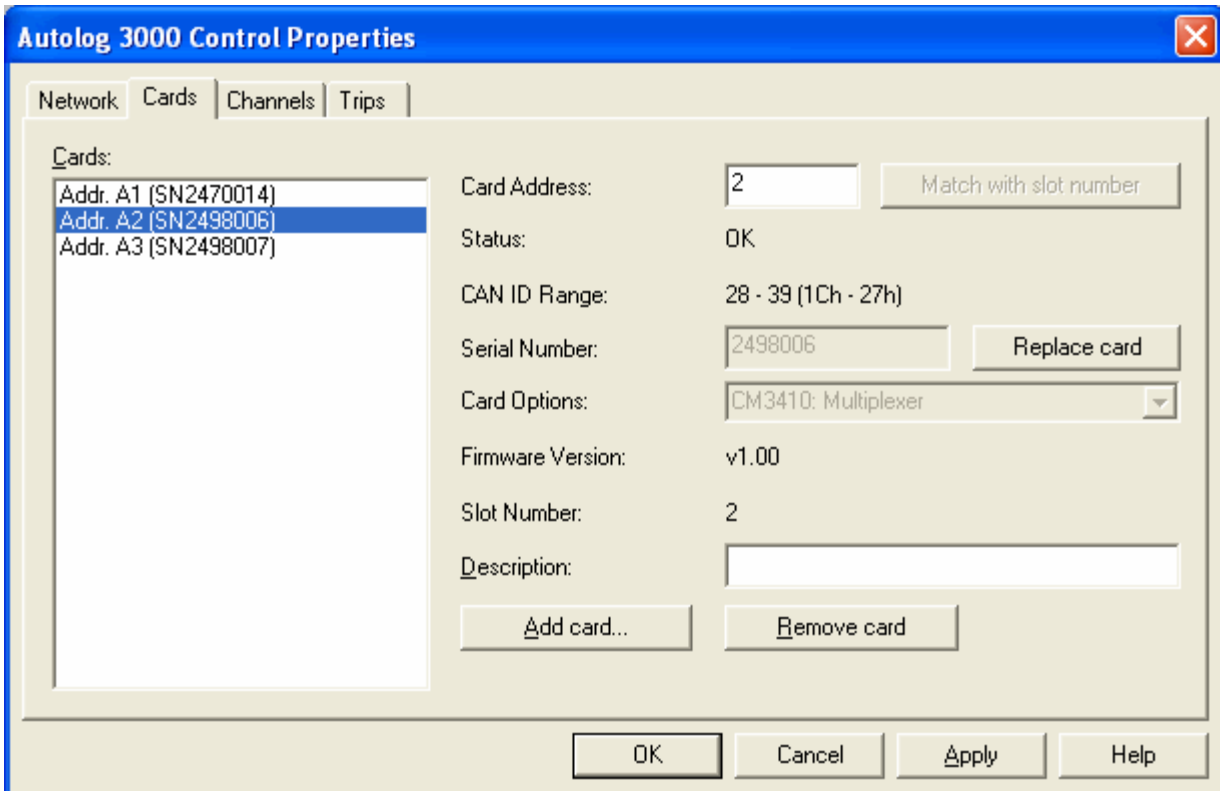 Autolog 3000 Control Properties
Network Cards Channels Trips
Cards:
Addr. A1 (SN2470014)
Addr. A2 (SN2498006)
Addr. A3 (SN2498007)
Card Address: 2 Match with slot number
Status: OK
CAN ID Range: 28 - 39 (1Ch - 27h)
Serial Number: 2498006 Replace card
Card Options: CM3410: Multiplexer
Firmware Version: v1.00
Slot Number: 2
Description:
Add card... Remove card
OK Cancel Apply Help